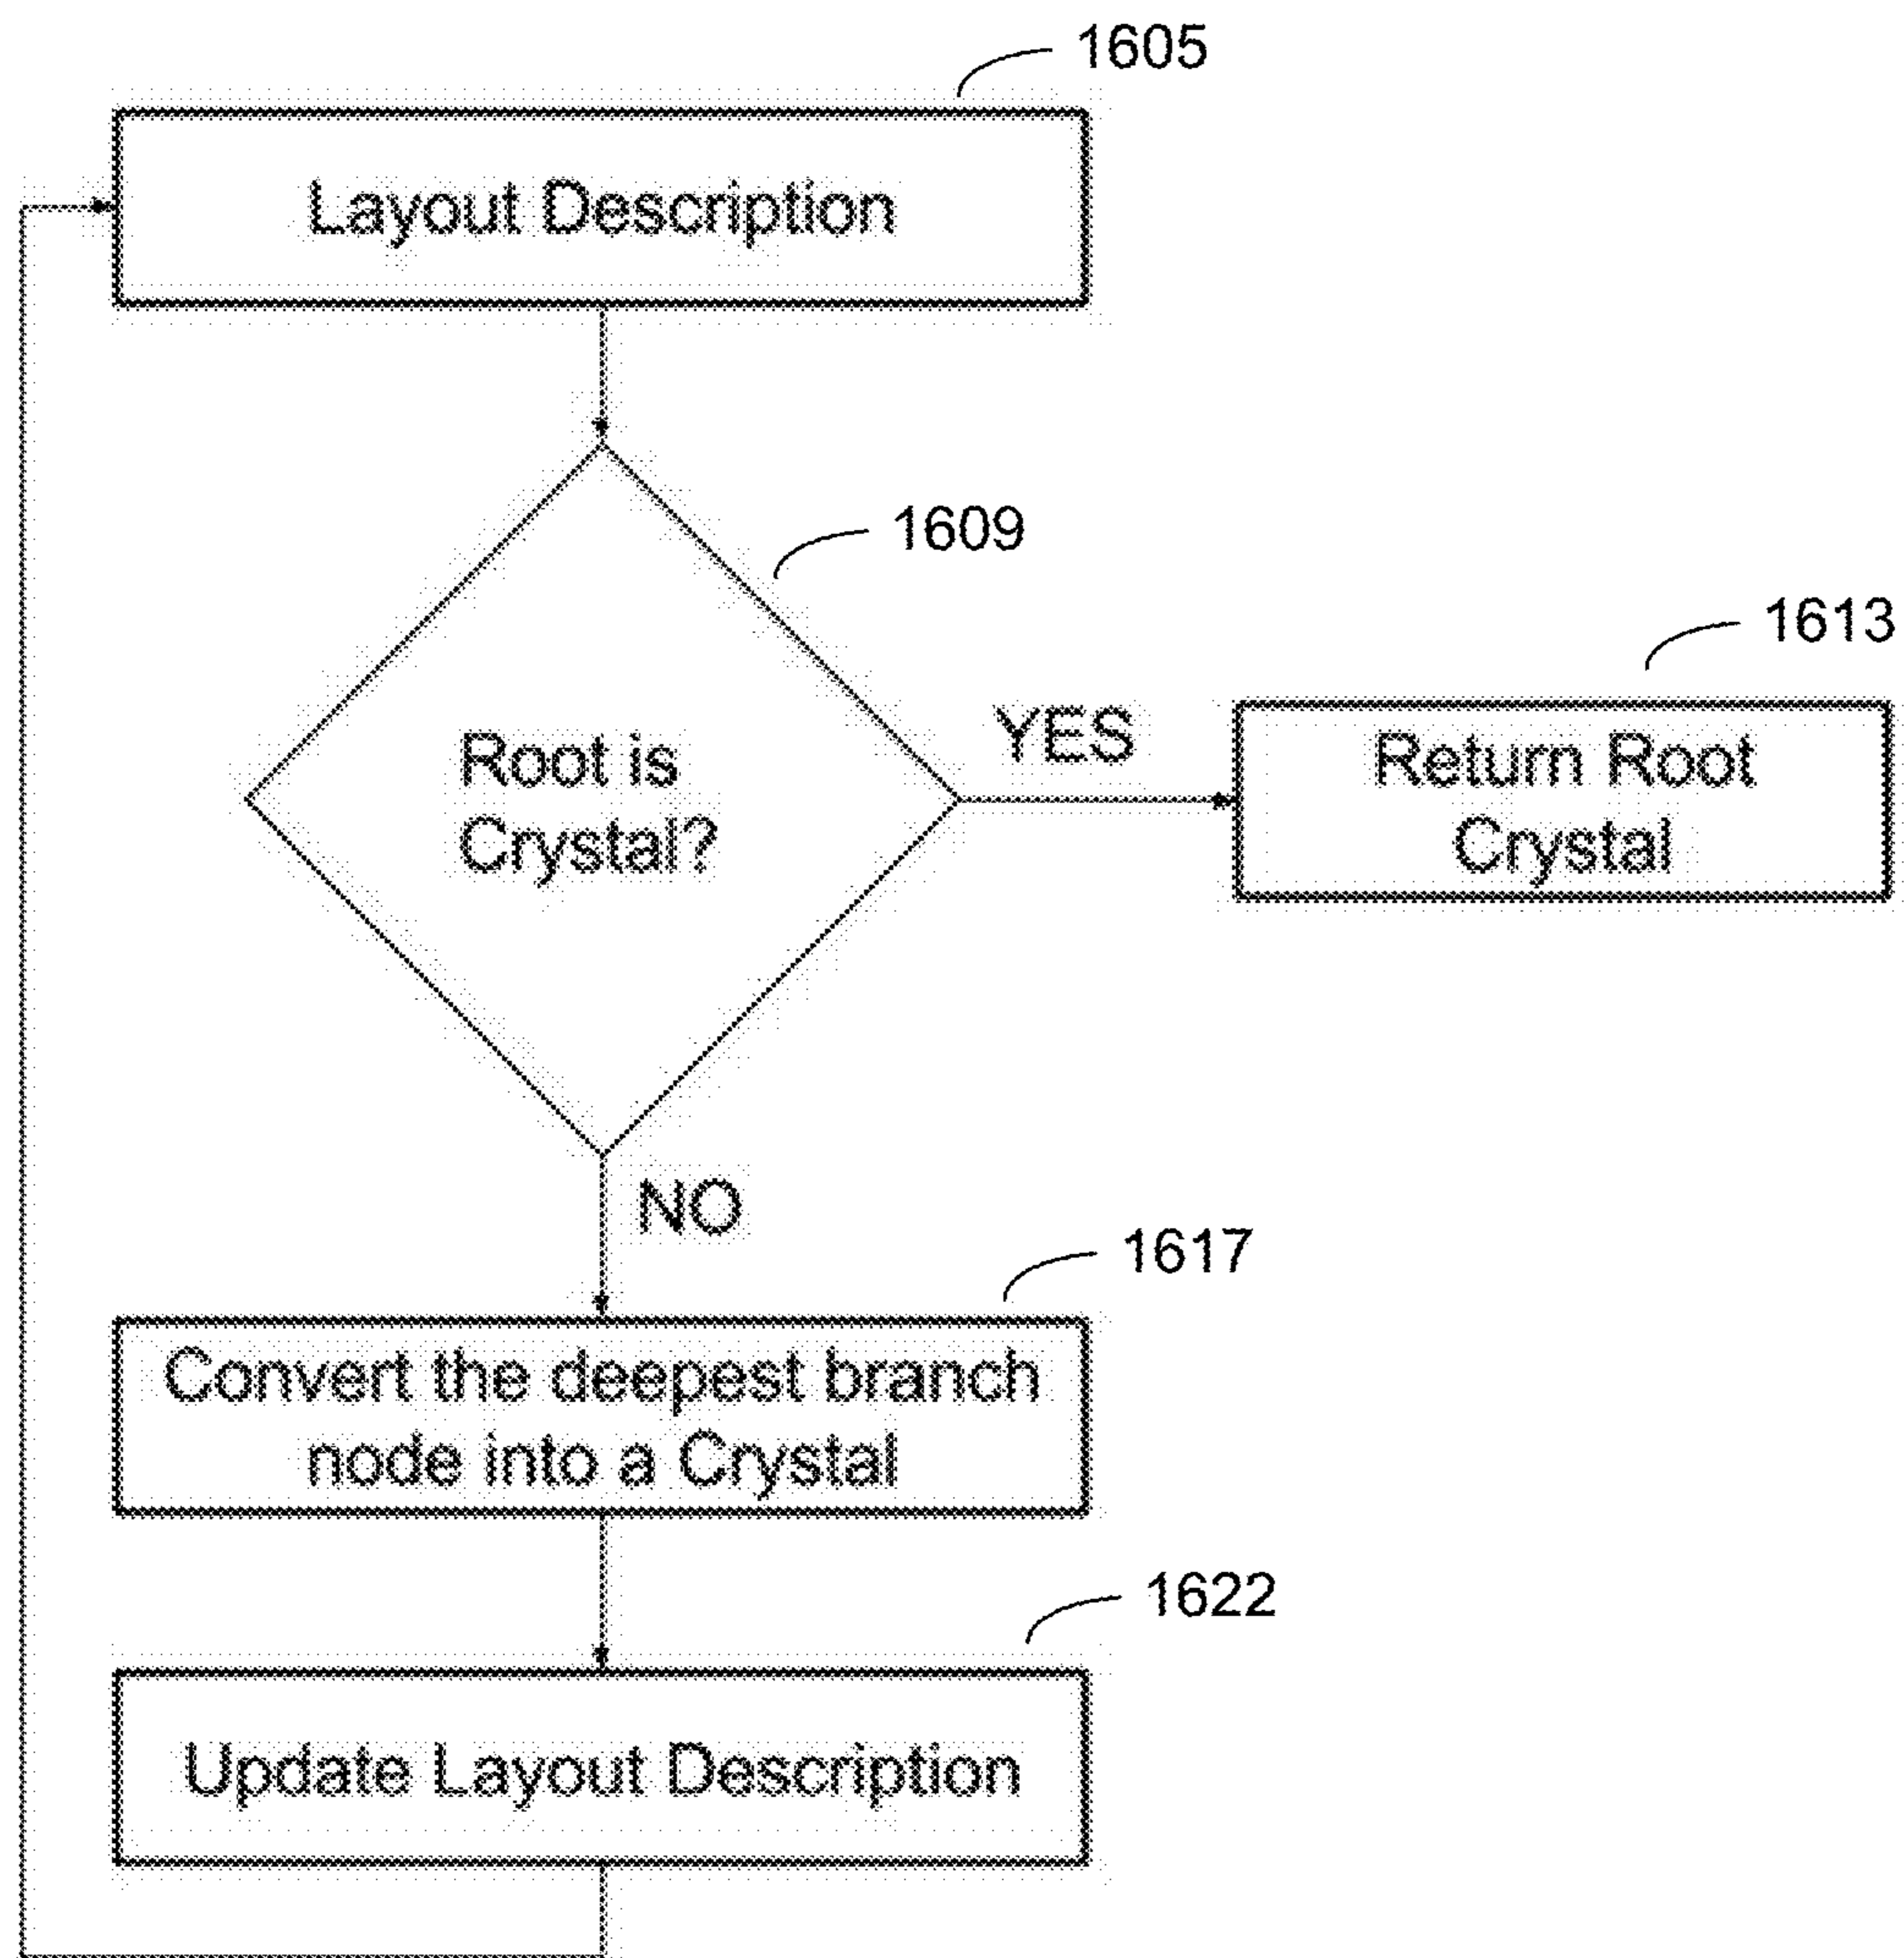 1605
Layout Description
1609
Root is
Crystal?
YES
1613
Return Root
Crystal
NO
1617
Convert the deepest branch
node into a Crystal
1622
Update Layout Description